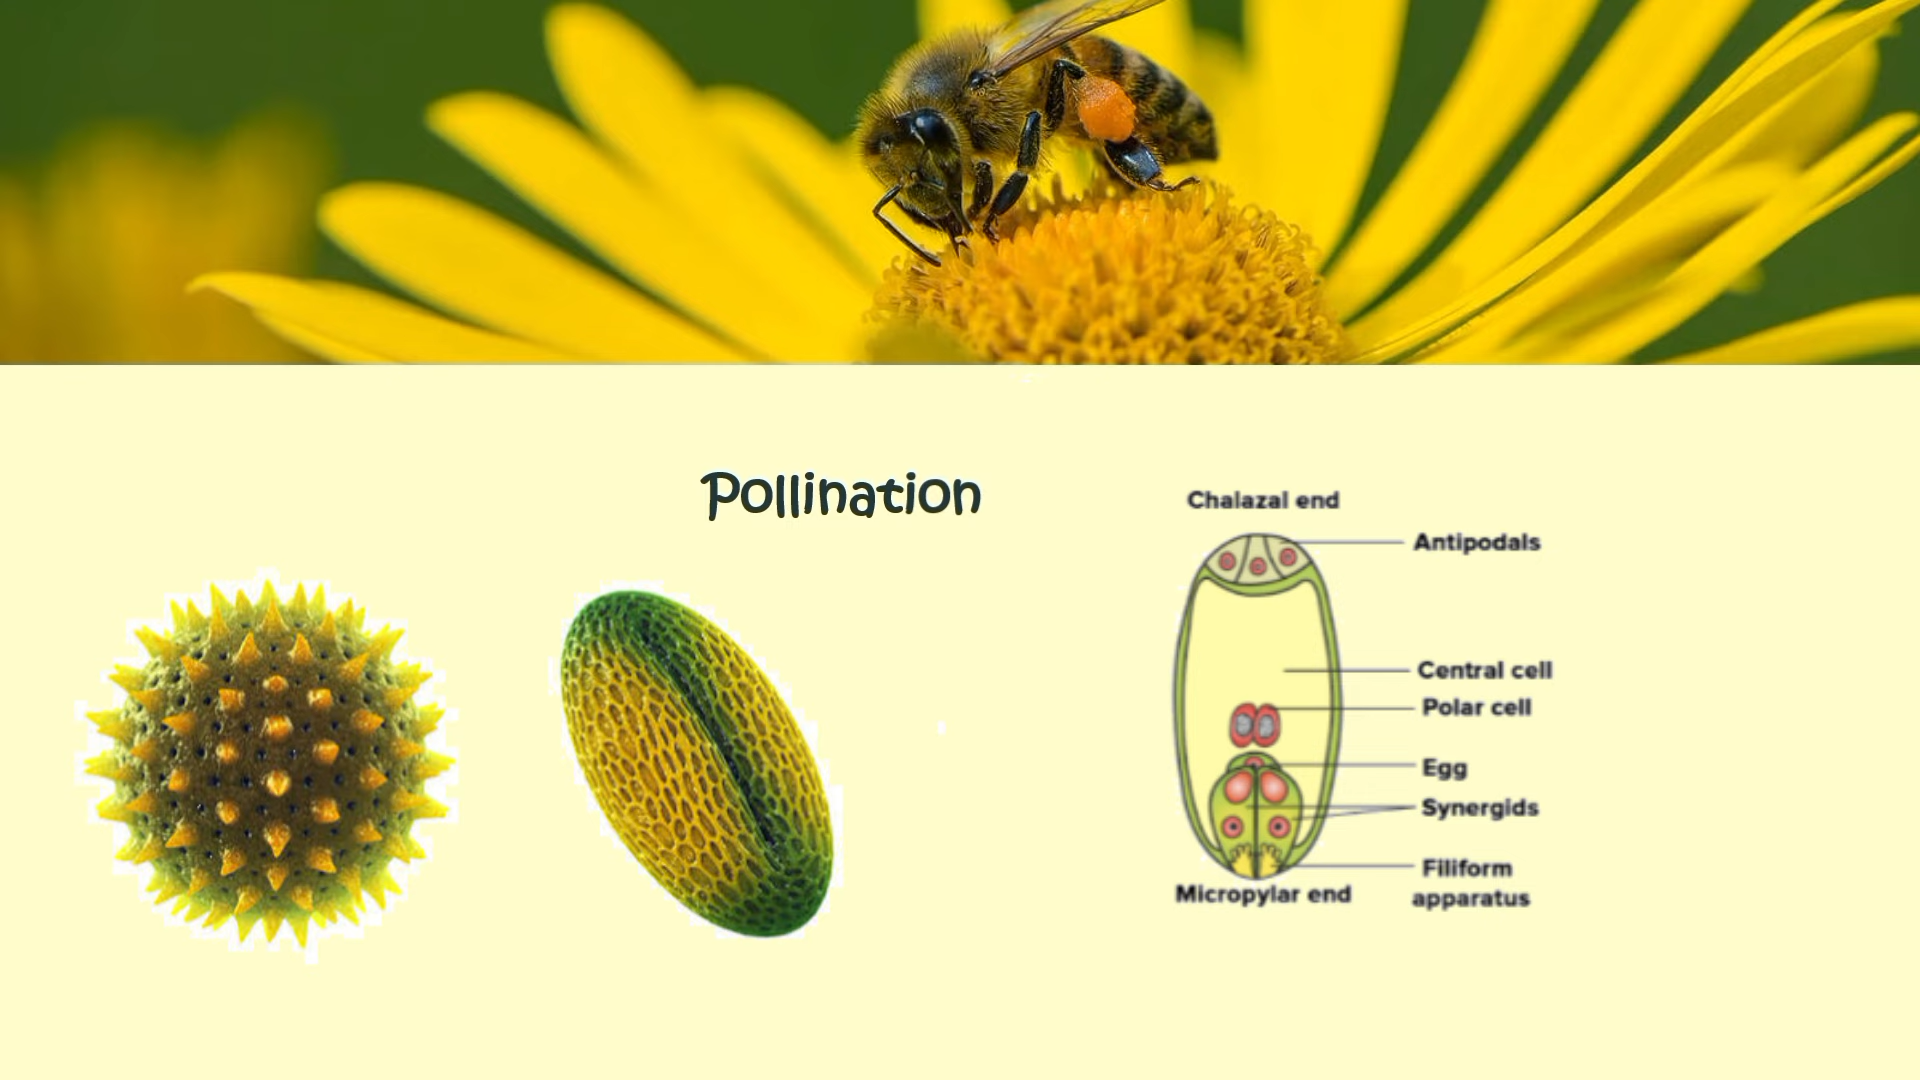 Pollination
Chalazal end
Antipodals
Central cell
Polar cell
Egg
Synergids
Filiform
apparatus
Micropylar end